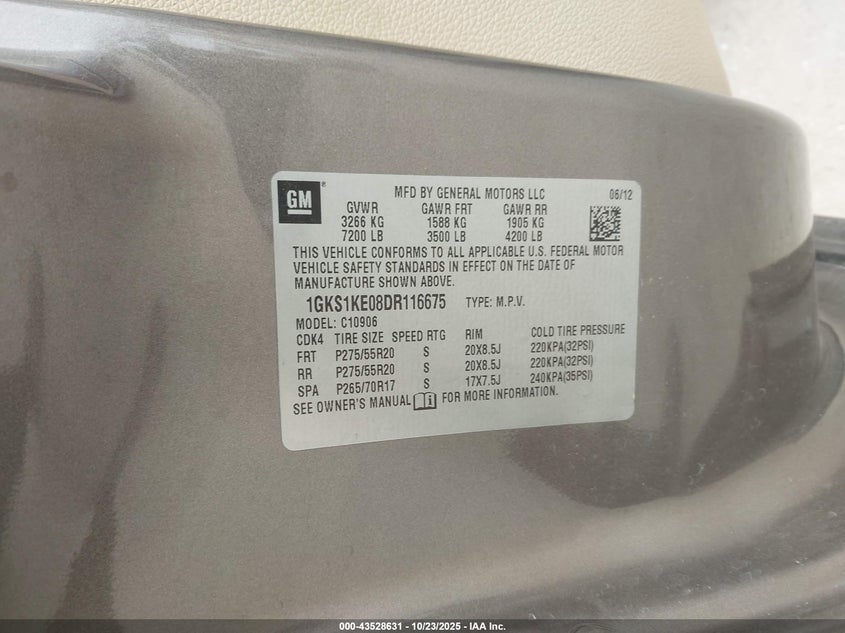 GM ®
MFD BY GENERAL MOTORS LLC 06/12
GVWR GAWR FRT GAWR RR
3266 KG 1588 KG 1905 KG
7200 LB 3500 LB 4200 LB
THIS VEHICLE CONFORMS TO ALL APPLICABLE U.S. FEDERAL MOTOR
VEHICLE SAFETY STANDARDS IN EFFECT ON THE DATE OF
MANUFACTURE SHOWN ABOVE.
1GKS1KE08DR116675 TYPE: M.P.V.
MODEL: C10906
CDK4 TIRE SIZE SPEED RTG RIM COLD TIRE PRESSURE
FRT P275/55R20 S 20X8.5J 220KPA(32PSI)
RR P275/55R20 S 20X8.5J 220KPA(32PSI)
SPA P265/70R17 S 17X7.5J 240KPA(35PSI)
SEE OWNER'S MANUAL FOR MORE INFORMATION.
000-43528631 - 10/23/2025 - IAA Inc.